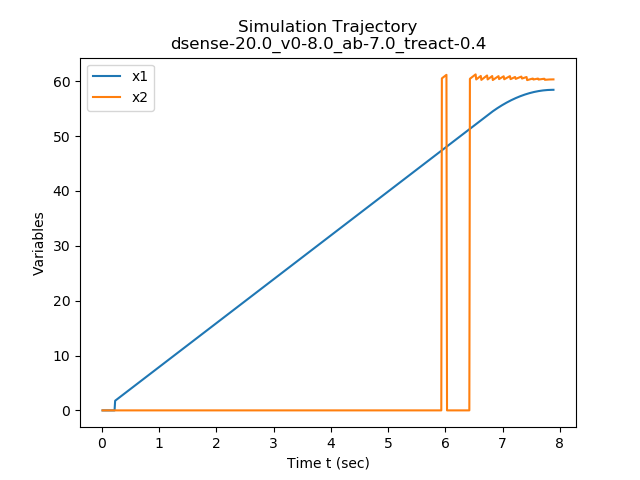 Simulation Trajectory
dsense-20.0_v0-8.0_ab-7.0_treact-0.4
x1
x2
60
50
40
30
20
10
0
Variables
0 1 2 3 4 5 6 7 8
Time t (sec)